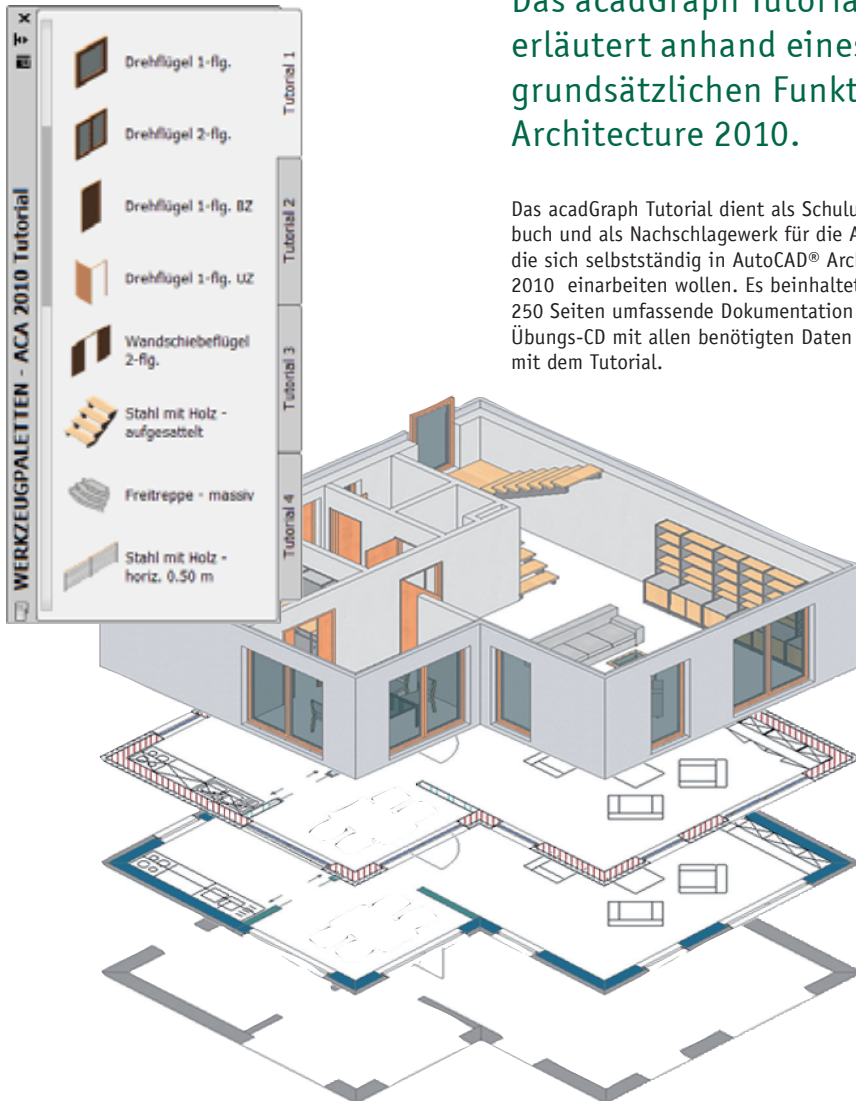 WERKZEUGPALETTEN - ACA 2010 Tutorial
Drehflügel 1-flg.
Drehflügel 2-flg.
Drehflügel 1-flg. BZ
Drehflügel 1-flg. UZ
Wandschiebeflügel
2-flg.
Stahl mit Holz -
aufgesattelt
Freitreppe - massiv
Stahl mit Holz -
horiz. 0.50 m
Tutorial 1
Tutorial 2
Tutorial 3
Tutorial 4
Das acadGraph Tutoria
erläutert anhand eines
grundsätzlichen Funkt
Architecture 2010.
Das acadGraph Tutorial dient als Schulu
buch und als Nachschlagewerk für die A
die sich selbstständig in AutoCAD® Arc
2010 einarbeiten wollen. Es beinhaltet
250 Seiten umfassende Dokumentation
Übungs-CD mit allen benötigten Daten
mit dem Tutorial.